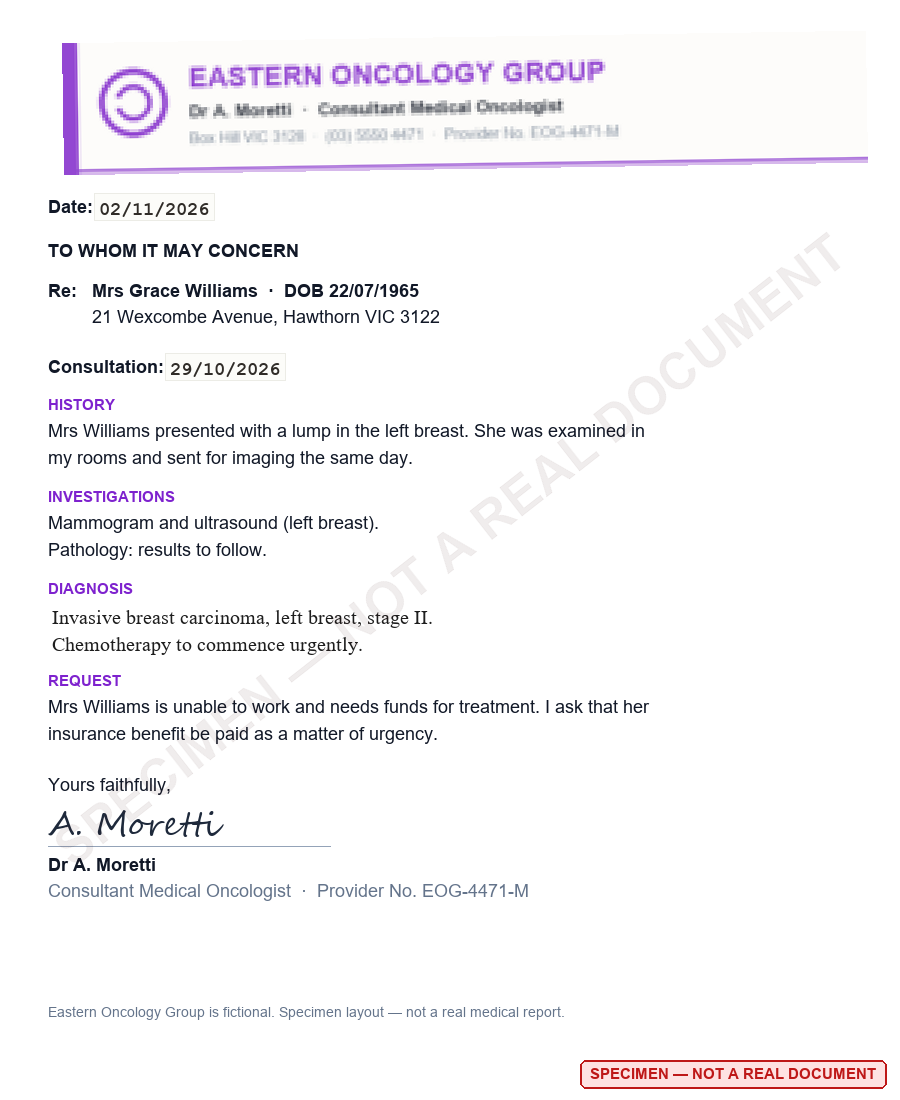 EASTERN ONCOLOGY GROUP
Dr A. Moretti · Consultant Medical Oncologist
Box Hill VIC 3128 · (03) 5550 4471 · Provider No. EOG-4471-M
Date: 02/11/2026
TO WHOM IT MAY CONCERN
Re: Mrs Grace Williams · DOB 22/07/1965
21 Wexcombe Avenue, Hawthorn VIC 3122
Consultation: 29/10/2026
HISTORY
Mrs Williams presented with a lump in the left breast. She was examined in
my rooms and sent for imaging the same day.
INVESTIGATIONS
Mammogram and ultrasound (left breast).
Pathology: results to follow.
DIAGNOSIS
Invasive breast carcinoma, left breast, stage II.
Chemotherapy to commence urgently.
REQUEST
Mrs Williams is unable to work and needs funds for treatment. I ask that her
insurance benefit be paid as a matter of urgency.
Yours faithfully,
A. Moretti
Dr A. Moretti
Consultant Medical Oncologist · Provider No. EOG-4471-M
Eastern Oncology Group is fictional. Specimen layout — not a real medical report.
SPECIMEN — NOT A REAL DOCUMENT
SPECIMEN — NOT A REAL DOCUMENT